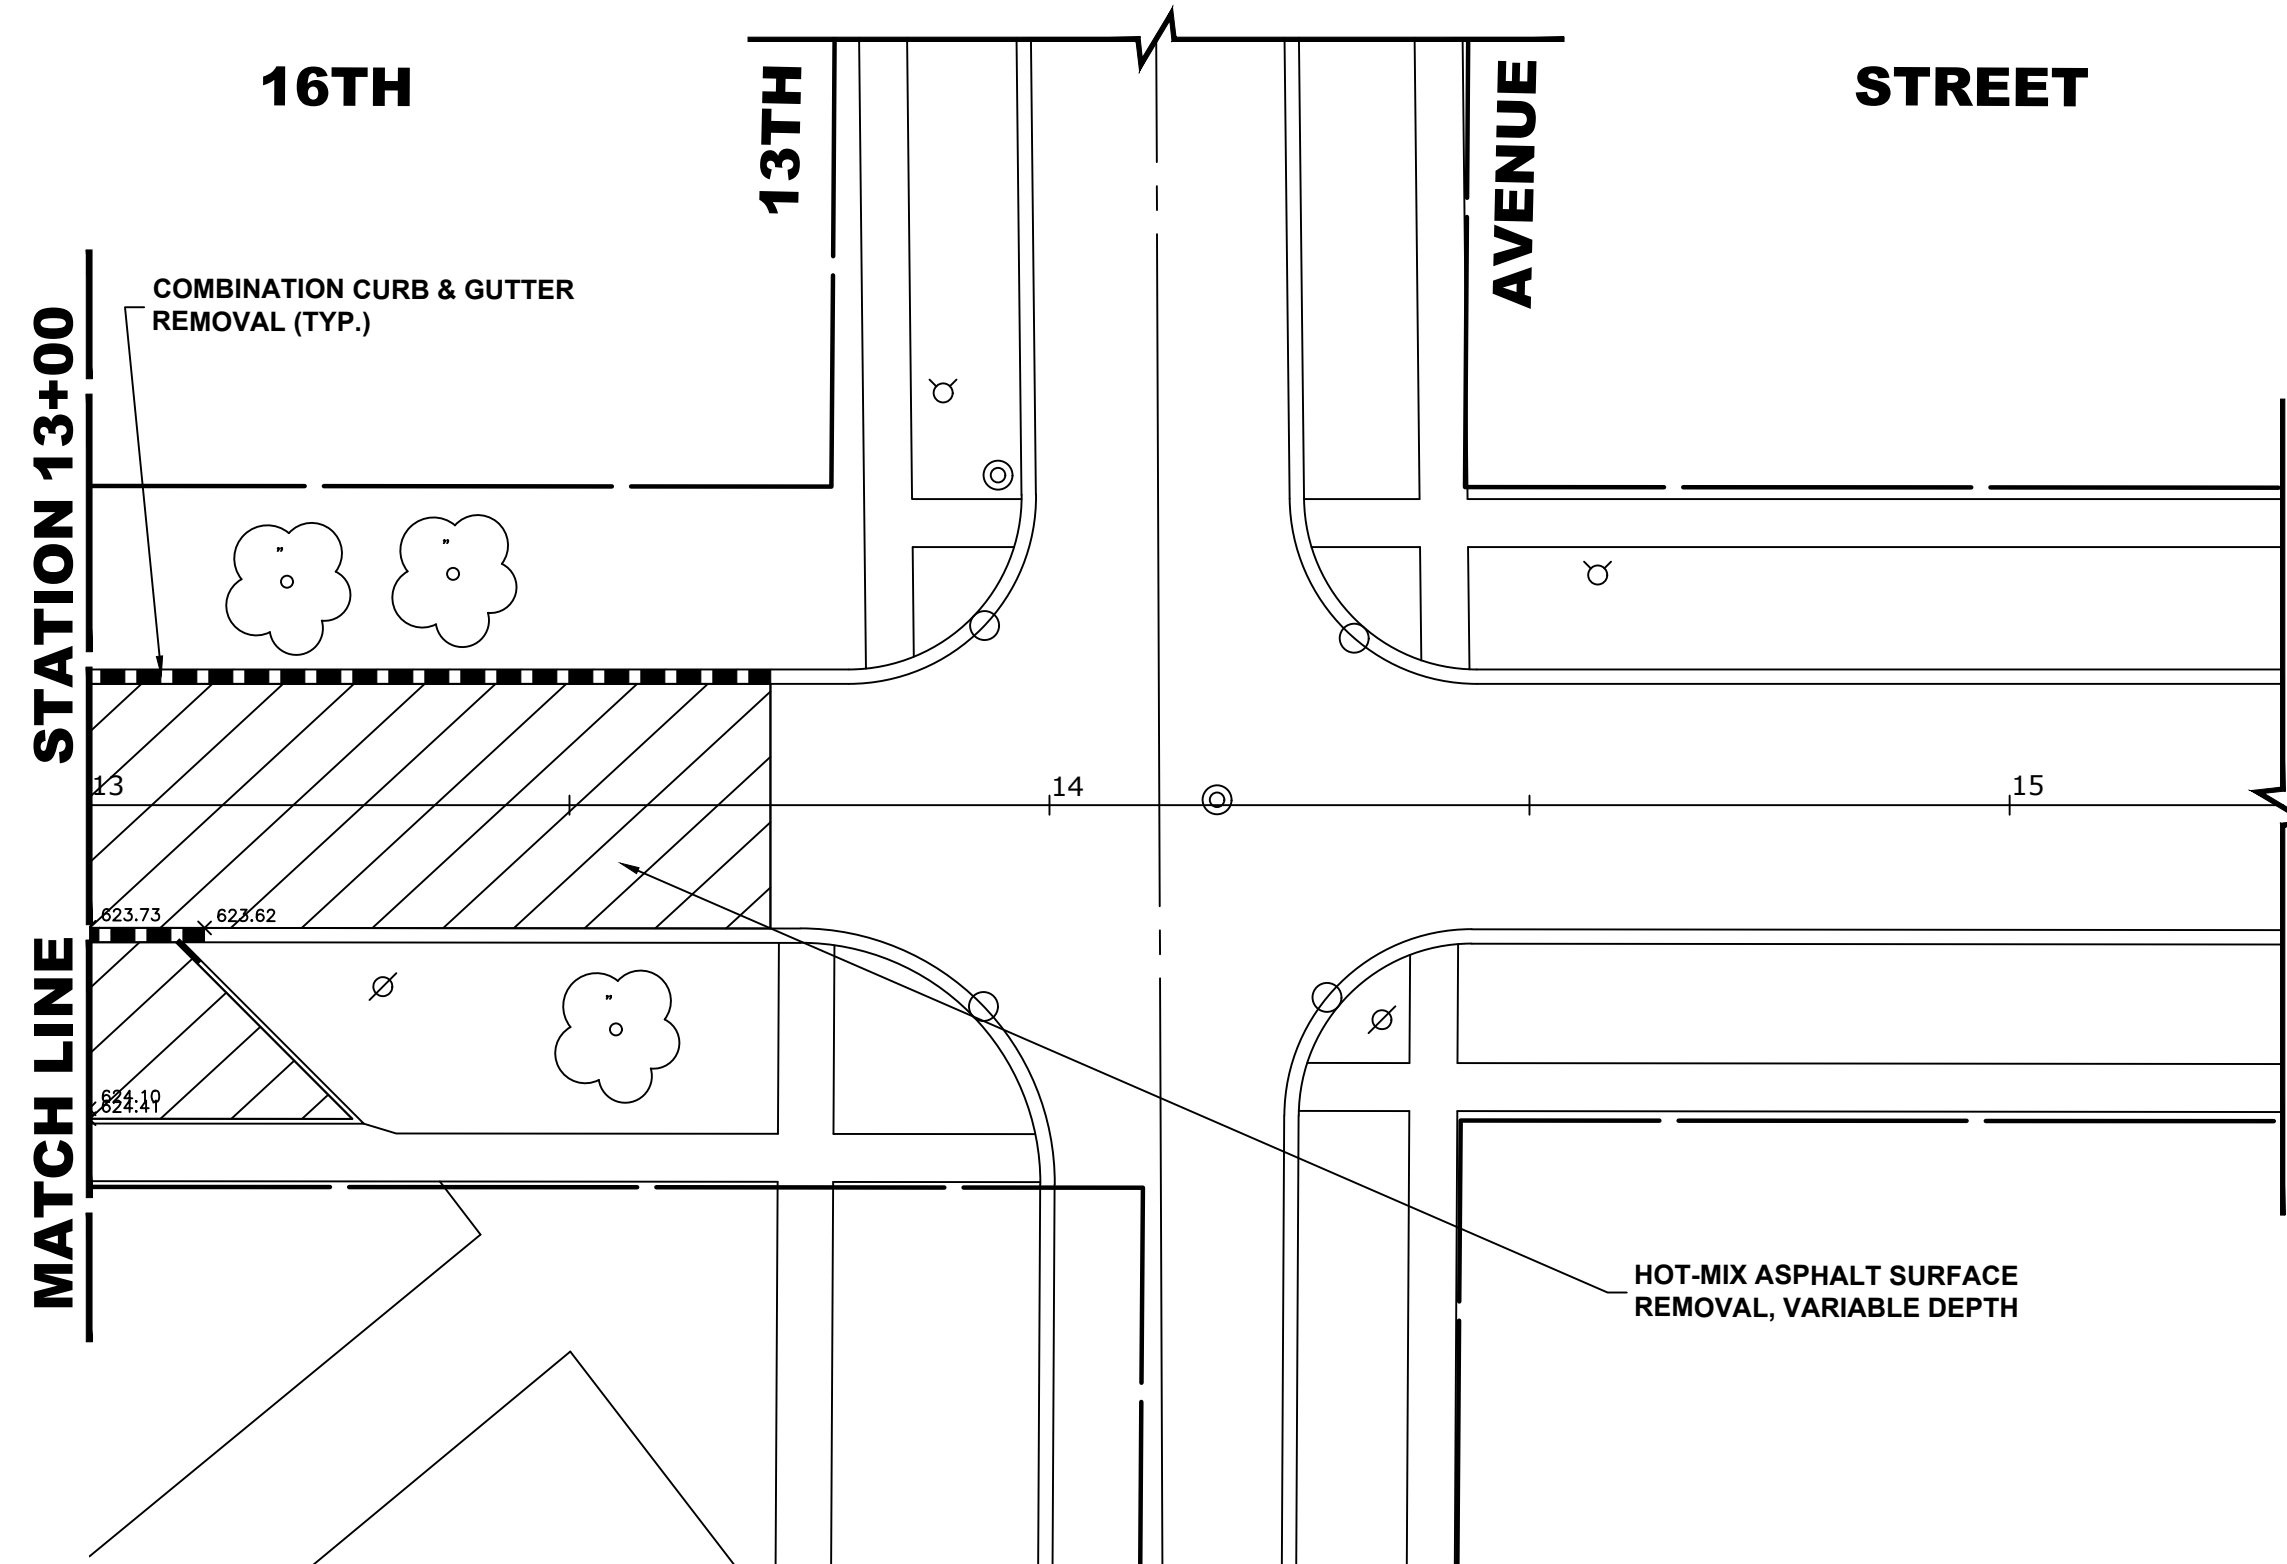 16TH
STREET
13TH
AVENUE
COMBINATION CURB & GUTTER
REMOVAL (TYP.)
MATCH LINE STATION 13+00
"
"
13
14
15
623.73
623.62
"
624.10
624.41
HOT-MIX ASPHALT SURFACE
REMOVAL, VARIABLE DEPTH